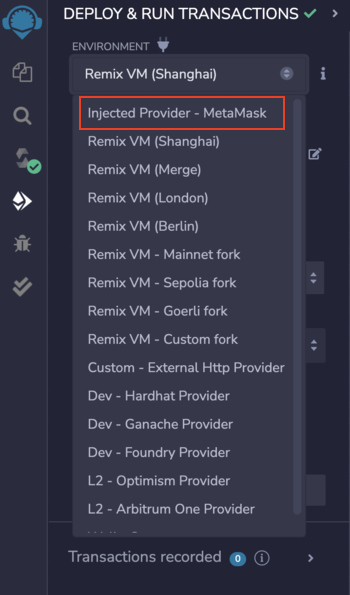 DEPLOY & RUN TRANSACTIONS
ENVIRONMENT
Remix VM (Shanghai)
Injected Provider - MetaMask
Remix VM (Shanghai)
Remix VM (Merge)
Remix VM (London)
Remix VM (Berlin)
Remix VM - Mainnet fork
Remix VM - Sepolia fork
Remix VM - Goerli fork
Remix VM - Custom fork
Custom - External Http Provider
Dev - Hardhat Provider
Dev - Ganache Provider
Dev - Foundry Provider
L2 - Optimism Provider
L2 - Arbitrum One Provider
Transactions recorded 0 i